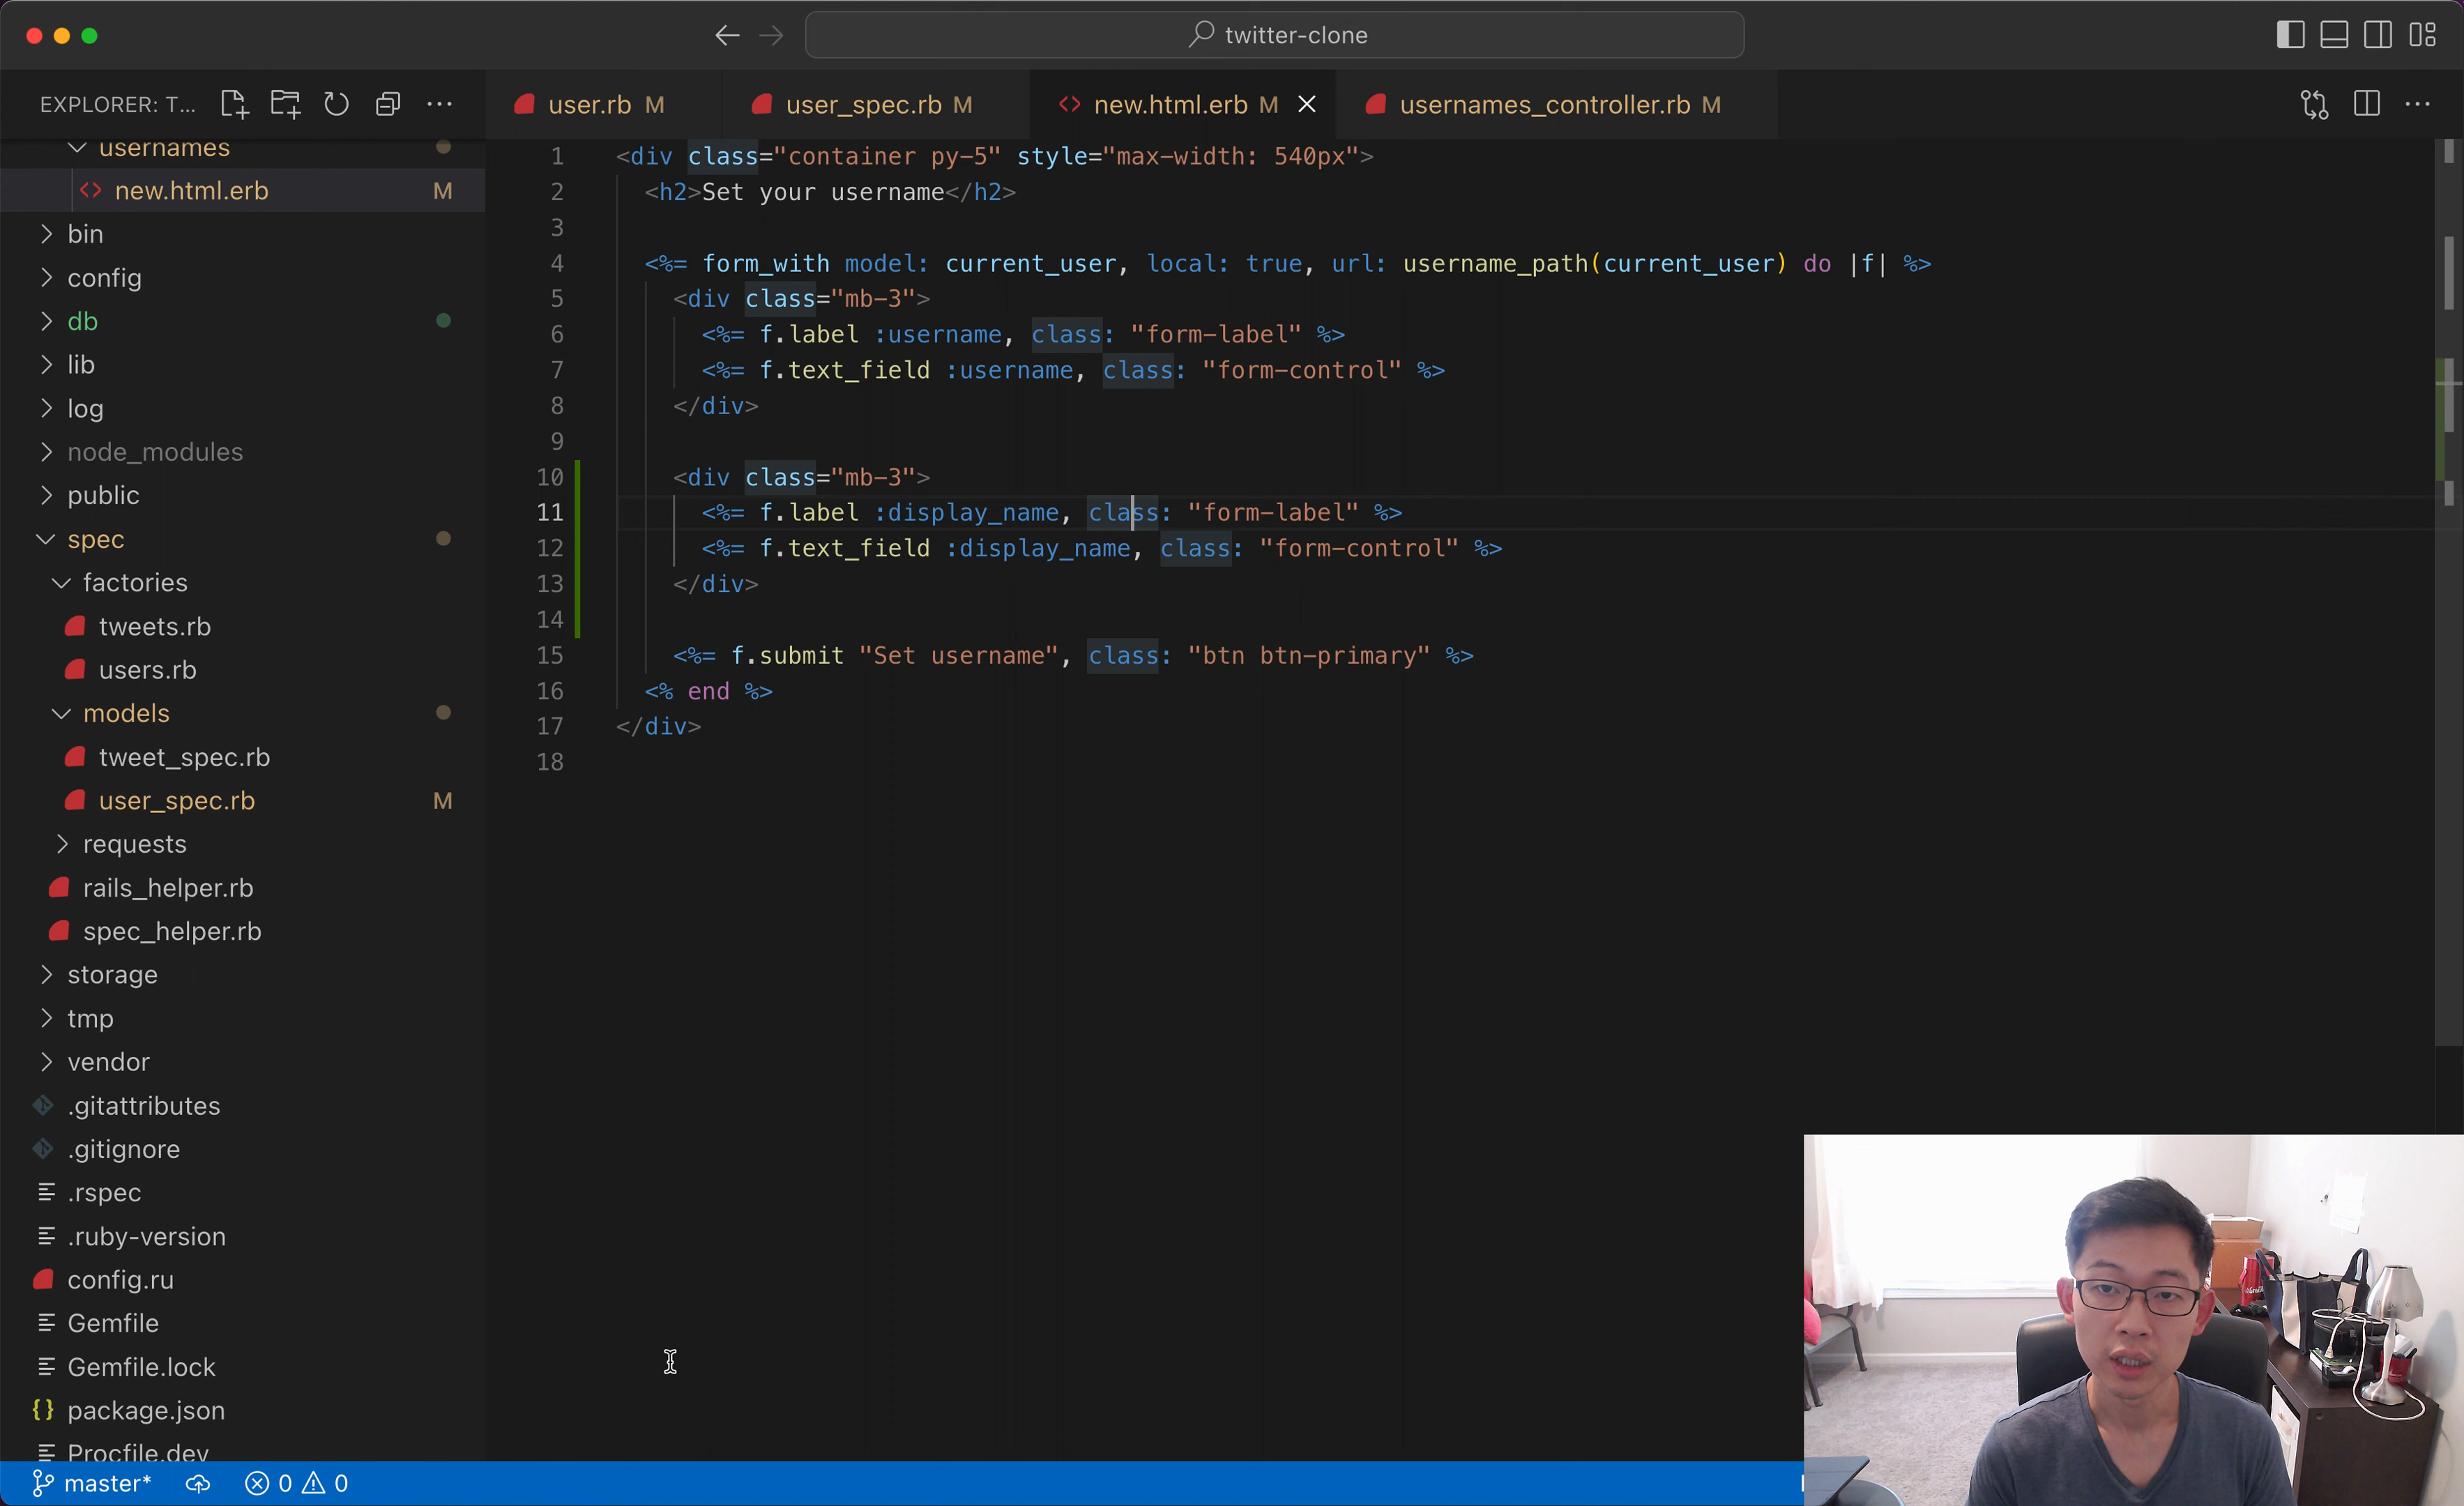 twitter-clone
EXPLORER: T...
user.rb M
user_spec.rb M
new.html.erb M
usernames_controller.rb M
usernames
new.html.erb M
bin
config
db
lib
log
node_modules
public
spec
factories
tweets.rb
users.rb
models
tweet_spec.rb
user_spec.rb M
requests
rails_helper.rb
spec_helper.rb
storage
tmp
vendor
.gitattributes
.gitignore
.rspec
.ruby-version
config.ru
Gemfile
Gemfile.lock
package.json
Procfile.dev
1 <div class="container py-5" style="max-width: 540px">
2 <h2>Set your username</h2>
3
4 <%= form_with model: current_user, local: true, url: username_path(current_user) do |f| %>
5 <div class="mb-3">
6 <%= f.label :username, class: "form-label" %>
7 <%= f.text_field :username, class: "form-control" %>
8 </div>
9
10 <div class="mb-3">
11 <%= f.label :display_name, class: "form-label" %>
12 <%= f.text_field :display_name, class: "form-control" %>
13 </div>
14
15 <%= f.submit "Set username", class: "btn btn-primary" %>
16 <% end %>
17 </div>
18
master* 0 0